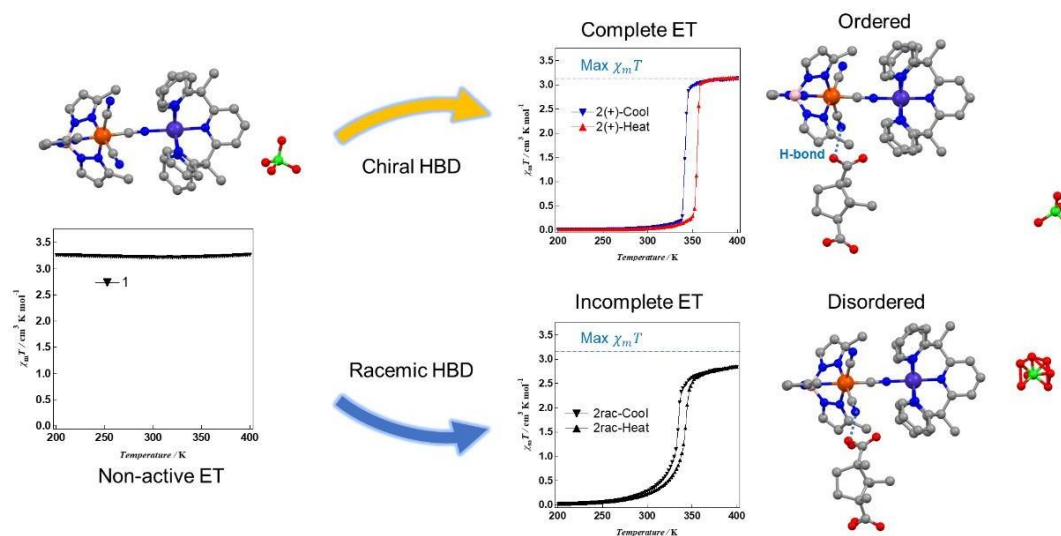 Complete ET
Ordered
Max χmT
2(+)-Cool
2(+)-Heat
χmT / cm³ K mol⁻¹
3.5
3.0
2.5
2.0
1.5
1.0
0.5
0.0
200 250 300 350 400
Temperature / K
H-bond
Chiral HBD
χmT / cm³ K mol⁻¹
3.5
3.0
2.5
2.0
1.5
1.0
0.5
0.0
1
200 250 300 350 400
Temperature / K
Non-active ET
Racemic HBD
Incomplete ET
Disordered
Max χmT
2rac-Cool
2rac-Heat
χmT / cm³ K mol⁻¹
3.5
3.0
2.5
2.0
1.5
1.0
0.5
0.0
200 250 300 350 400
Temperature / K